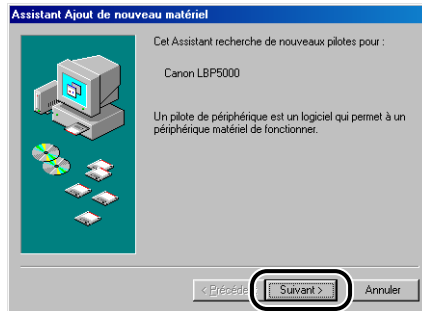 Assistant Ajout de nouveau matériel
Cet Assistant recherche de nouveaux pilotes pour :
Canon LBP5000
Un pilote de périphérique est un logiciel qui permet à un
périphérique matériel de fonctionner.
< Précéde Suivant > Annuler